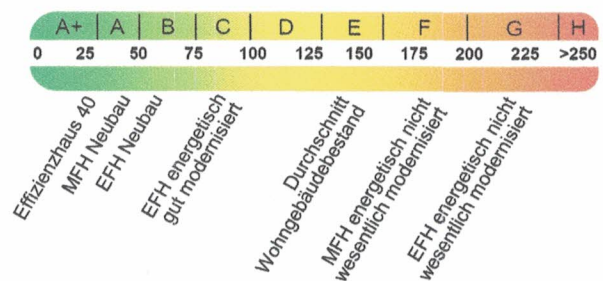 A+ A B C D E F G H
0 25 50 75 100 125 150 175 200 225 >250
Effizienzhaus 40
MFH Neubau
EFH Neubau
EFH energetisch
gut modernisiert
Durchschnitt
Wohngebäudebestand
MFH energetisch nicht
wesentlich modernisiert
EFH energetisch nicht
wesentlich modernisiert